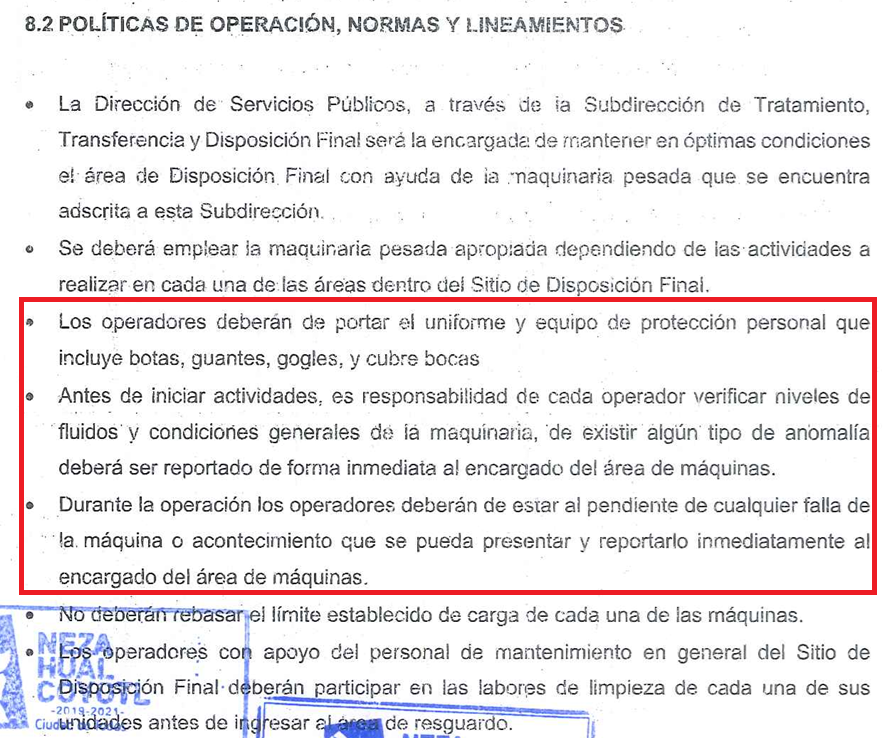 8.2 POLÍTICAS DE OPERACIÓN, NORMAS Y LINEAMIENTOS
• La Dirección de Servicios Públicos, a través de la Subdirección de Tratamiento,
Transferencia y Disposición Final será la encargada de mantener en óptimas condiciones
el área de Disposición Final con ayuda de la maquinaria pesada que se encuentra
adscrita a esta Subdirección.
• Se deberá emplear la maquinaria pesada apropiada dependiendo de las actividades a
realizar en cada una de las áreas dentro del Sitio de Disposición Final.
• Los operadores deberán de portar el uniforme y equipo de protección personal que
incluye botas, guantes, gogles, y cubre bocas
• Antes de iniciar actividades, es responsabilidad de cada operador verificar niveles de
fluidos y condiciones generales de la maquinaria, de existir algún tipo de anomalía
deberá ser reportado de forma inmediata al encargado del área de máquinas.
• Durante la operación los operadores deberán de estar al pendiente de cualquier falla de
la máquina o acontecimiento que se pueda presentar y reportarlo inmediatamente al
encargado del área de máquinas.
• No deberán rebasar el límite establecido de carga de cada una de las máquinas.
• Los operadores con apoyo del personal de mantenimiento en general del Sitio de
Disposición Final deberán participar en las labores de limpieza de cada una de sus
unidades antes de ingresar al área de resguardo.
NEZA
HUAL
CÓYOTL
-2019-2021-
Ciudad de Todos
NEZA